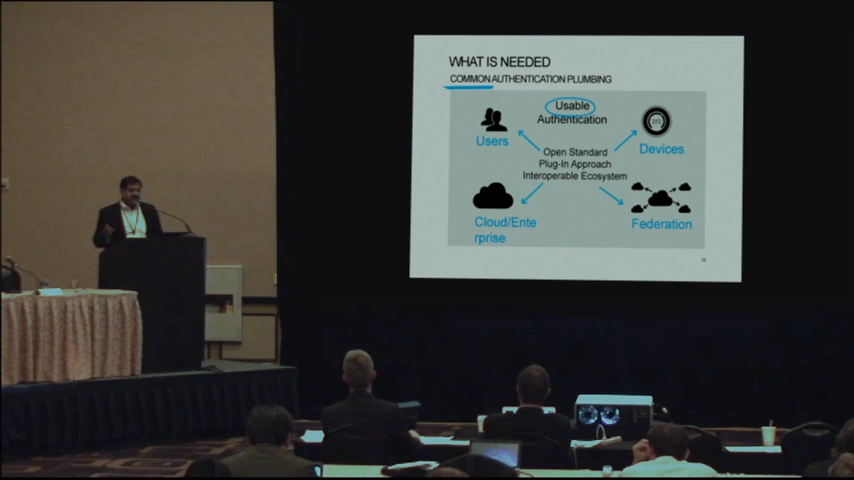 WHAT IS NEEDED
COMMON AUTHENTICATION PLUMBING
Usable
Authentication
Users
Devices
Open Standard
Plug-In Approach
Interoperable Ecosystem
Cloud/Ente
rprise
Federation